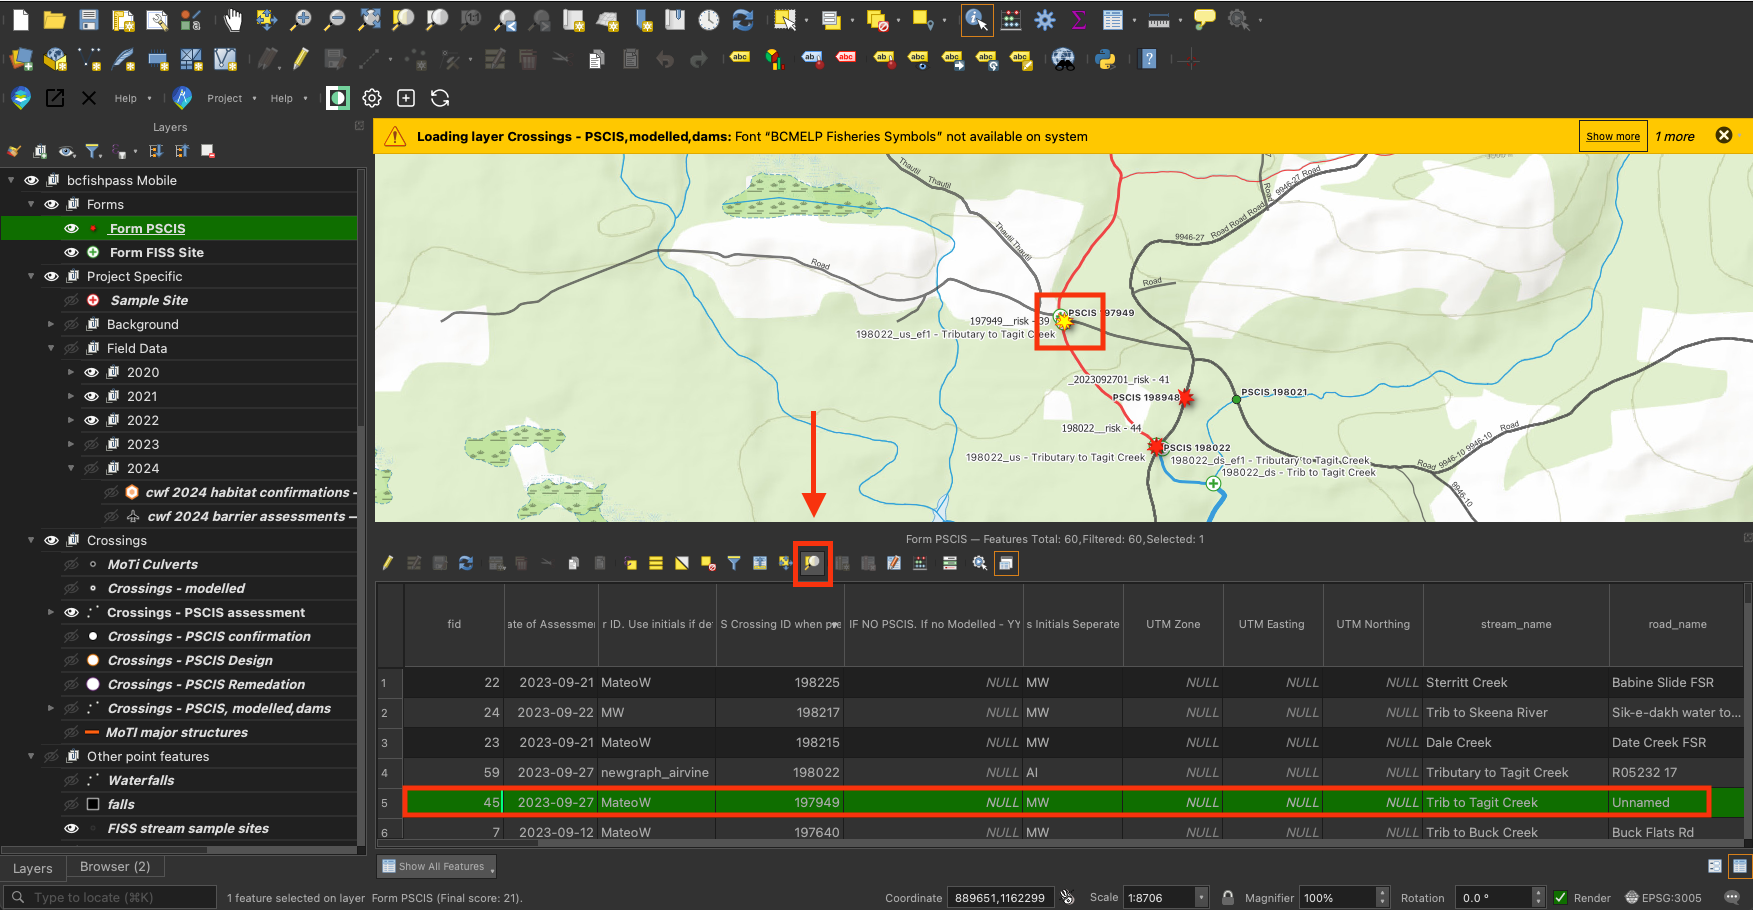 Help
Project
Help
Layers
Loading layer Crossings - PSCIS,modelled,dams: Font “BCMELP Fisheries Symbols” not available on system
Show more
1 more
bcfishpass Mobile
Forms
Form PSCIS
Form FISS Site
Project Specific
Sample Site
Background
Field Data
2020
2021
2022
2023
2024
cwf 2024 habitat confirmations -
cwf 2024 barrier assessments —
Crossings
MoTi Culverts
Crossings - modelled
Crossings - PSCIS assessment
Crossings - PSCIS confirmation
Crossings - PSCIS Design
Crossings - PSCIS Remedation
Crossings - PSCIS, modelled,dams
MoTI major structures
Other point features
Waterfalls
falls
FISS stream sample sites
Layers
Browser (2)
Thautil
Thautil
Thautil Thautil
Road
Road
Road
9946-27
Road Road Road
9946-27 Road
197949__risk - 39
PSCIS 197949
198022_us_ef1 - Tributary to Tagit Creek
_2023092701_risk - 41
PSCIS 198948
PSCIS 198021
198022__risk - 44
PSCIS 198022
198022_us - Tributary to Tagit Creek
198022_ds_ef1 - Tributary to Tagit Creek
198022_ds - Trib to Tagit Creek
Road 9946-10 9946-10
Road
9946-10
Form PSCIS — Features Total: 60,Filtered: 60,Selected: 1
fid
ate of Assessme
r ID. Use initials if de
S Crossing ID when
IF NO PSCIS. If no Modelled - YY
s Initials Seperate
UTM Zone
UTM Easting
UTM Northing
stream_name
road_name
1 22 2023-09-21 MateoW 198225 NULL MW NULL NULL NULL Sterritt Creek Babine Slide FSR
2 24 2023-09-22 MW 198217 NULL MW NULL NULL NULL Trib to Skeena River Sik-e-dakh water to...
3 23 2023-09-21 MateoW 198215 NULL MW NULL NULL NULL Dale Creek Date Creek FSR
4 59 2023-09-27 newgraph_airvine 198022 NULL AI NULL NULL NULL Tributary to Tagit Creek R05232 17
5 45 2023-09-27 MateoW 197949 NULL MW NULL NULL NULL Trib to Tagit Creek Unnamed
6 7 2023-09-12 MateoW 197640 NULL MW NULL NULL NULL Trib to Buck Creek Buck Flats Rd
Show All Features
Type to locate (⌘K)
1 feature selected on layer Form PSCIS (Final score: 21).
Coordinate 889651,1162299
Scale 1:8706
Magnifier 100%
Rotation 0.0 °
Render
EPSG:3005